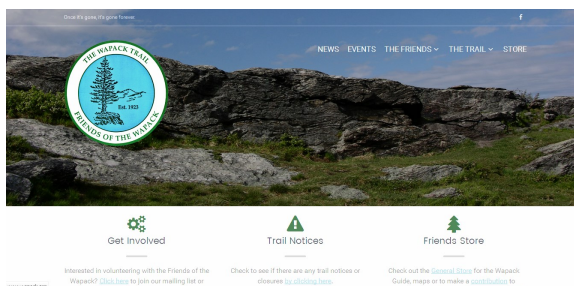 Once it's gone, it's gone forever.
NEWS EVENTS THE FRIENDS THE TRAIL STORE
THE WAPACK TRAIL
Est. 1923
FRIENDS OF THE WAPACK
Get Involved
Interested in volunteering with the Friends of the
Wapack? Click here to join our mailing list or
Trail Notices
Check to see if there are any trail notices or
closures by clicking here.
Friends Store
Check out the General Store for the Wapack
Guide, maps or to make a contribution to